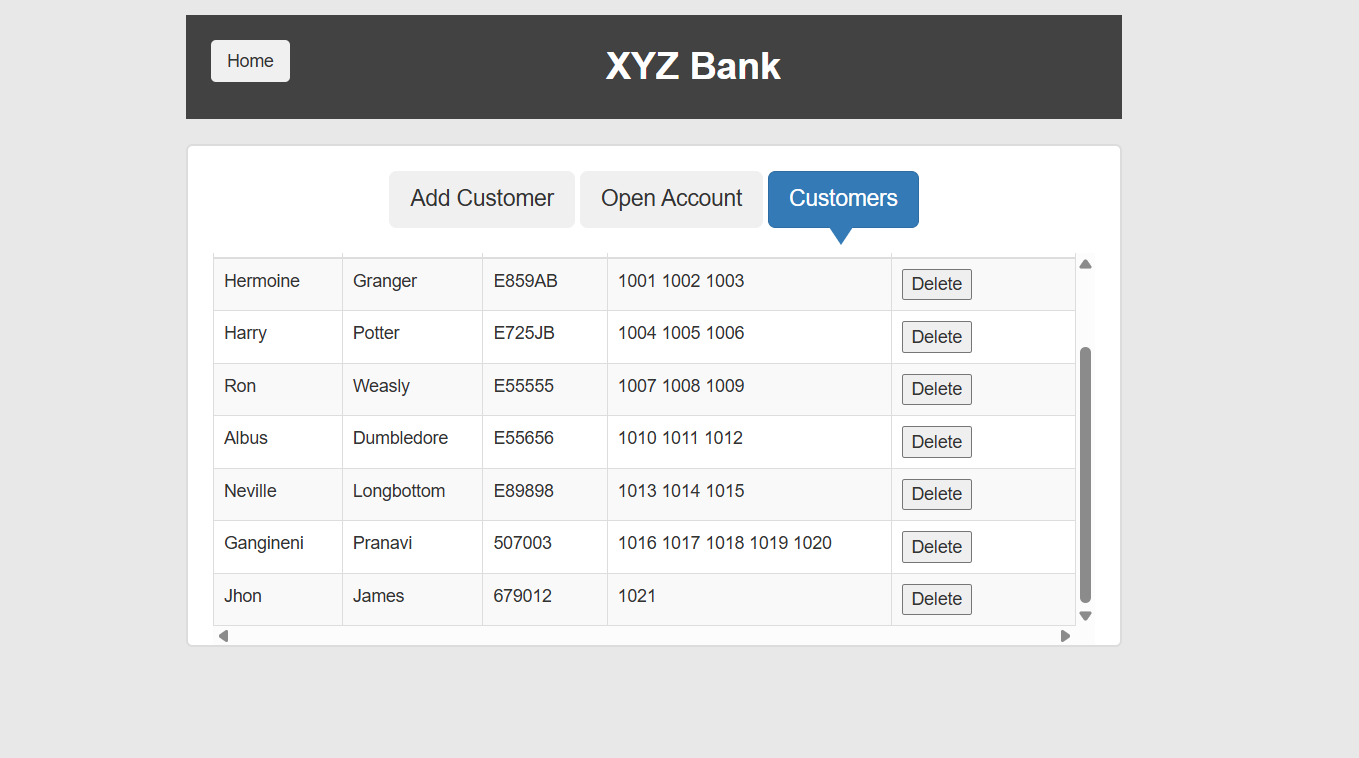 Home
XYZ Bank
Add Customer Open Account Customers
Hermoine Granger E859AB 1001 1002 1003 Delete
Harry Potter E725JB 1004 1005 1006 Delete
Ron Weasly E55555 1007 1008 1009 Delete
Albus Dumbledore E55656 1010 1011 1012 Delete
Neville Longbottom E89898 1013 1014 1015 Delete
Gangineni Pranavi 507003 1016 1017 1018 1019 1020 Delete
Jhon James 679012 1021 Delete